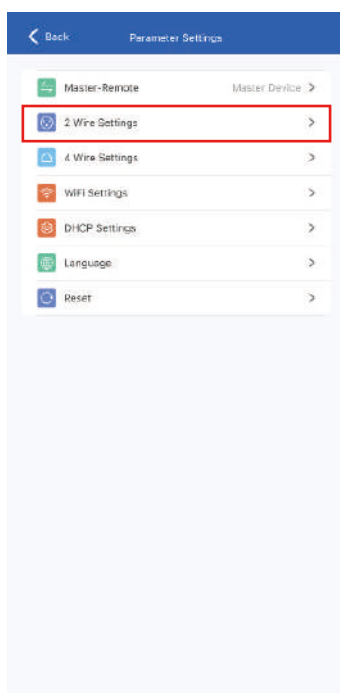 Back Parameter Settings
Master-Remote Master Device
2 Wire Settings
4 Wire Settings
WiFi Settings
DHCP Settings
Language
Reset